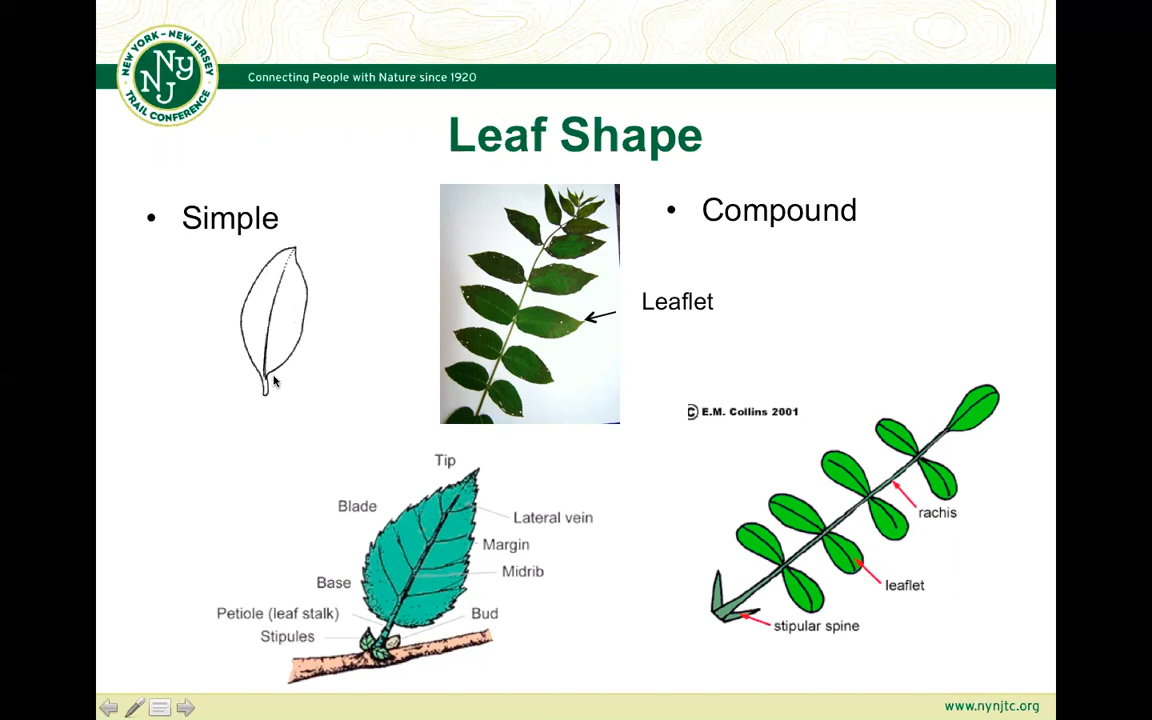 NEW YORK – NEW JERSEY
NY
NJ
TRAIL CONFERENCE
Connecting People with Nature since 1920
Leaf Shape
• Simple
• Compound
Leaflet
© E.M. Collins 2001
Tip
Blade
Lateral vein
Margin
Midrib
Base
Petiole (leaf stalk)
Bud
Stipules
rachis
leaflet
stipular spine
www.nynjtc.org